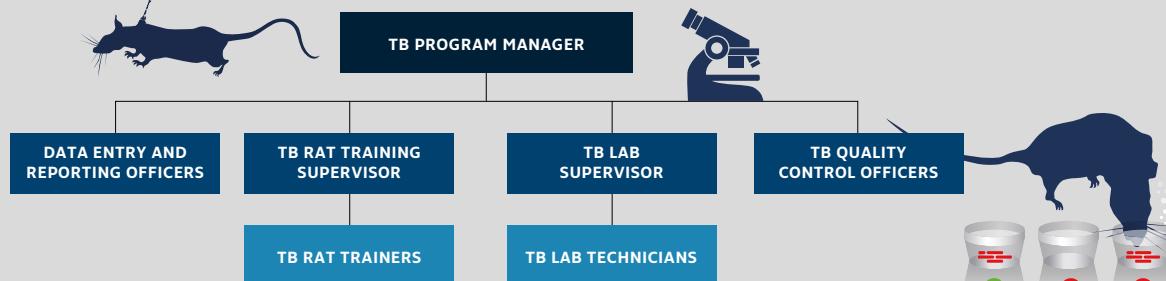 TB PROGRAM MANAGER
DATA ENTRY AND
REPORTING OFFICERS
TB RAT TRAINING
SUPERVISOR
TB LAB
SUPERVISOR
TB QUALITY
CONTROL OFFICERS
TB RAT TRAINERS
TB LAB TECHNICIANS